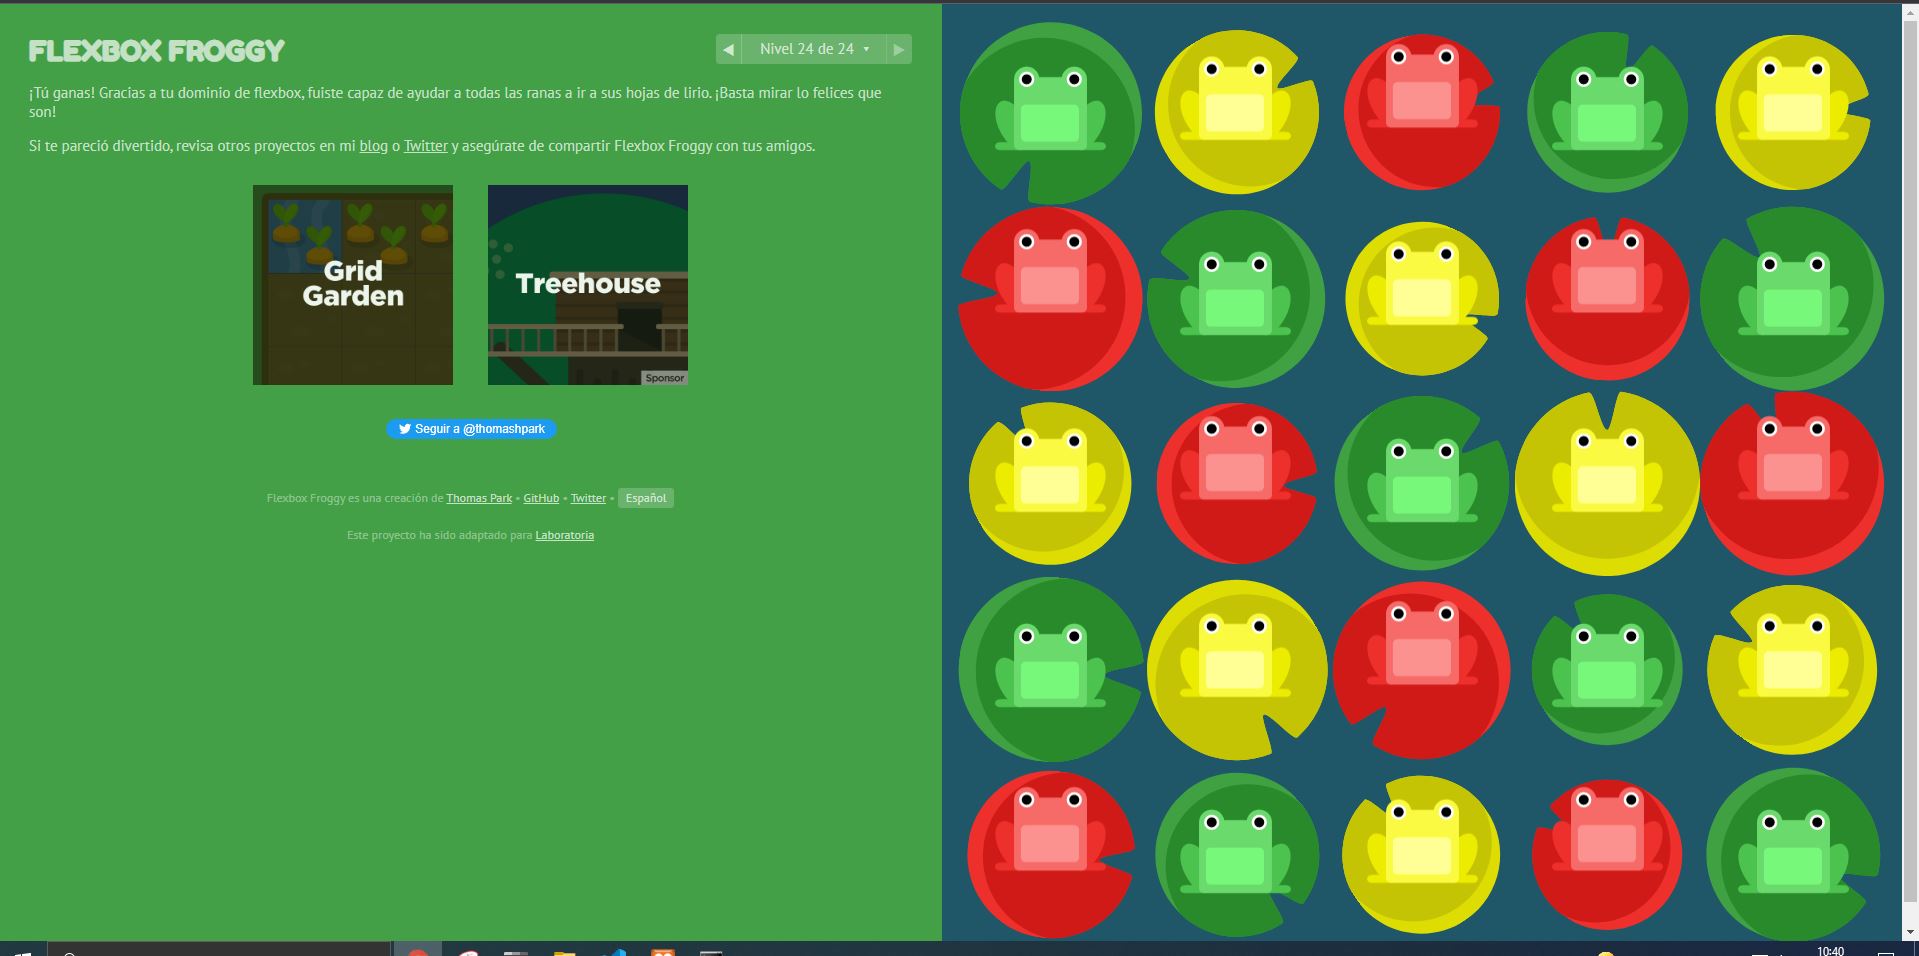 FLEXBOX FROGGY
Nivel 24 de 24
¡Tú ganas! Gracias a tu dominio de flexbox, fuiste capaz de ayudar a todas las ranas a ir a sus hojas de lirio. ¡Basta mirar lo felices que
son!
Si te pareció divertido, revisa otros proyectos en mi blog o Twitter y asegúrate de compartir Flexbox Froggy con tus amigos.
Grid
Garden
Treehouse
Sponsor
Seguir a @thomashpark
Flexbox Froggy es una creación de Thomas Park • GitHub • Twitter • Español
Este proyecto ha sido adaptado para Laboratoria
10:40